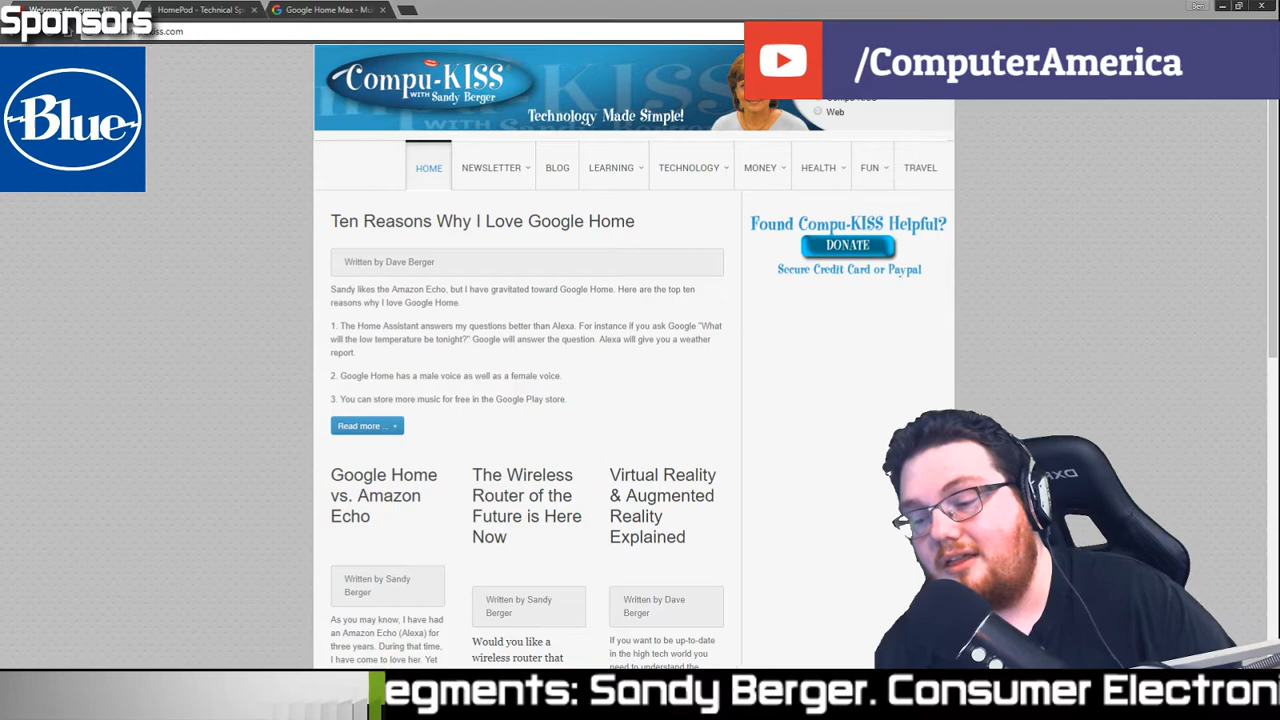 Welcome to Compu-KISS
HomePod - Technical Sp
Google Home Max - Mu
Ben
Sponsors
/ComputerAmerica
Blue
Compu-KISS
WITH Sandy Berger
Technology Made Simple!
Web
HOME
NEWSLETTER
BLOG
LEARNING
TECHNOLOGY
MONEY
HEALTH
FUN
TRAVEL
Ten Reasons Why I Love Google Home
Written by Dave Berger
Sandy likes the Amazon Echo, but I have gravitated toward Google Home. Here are the top ten
reasons why I love Google Home.
1. The Home Assistant answers my questions better than Alexa. For instance if you ask Google "What
will the low temperature be tonight?" Google will answer the question. Alexa will give you a weather
report.
2. Google Home has a male voice as well as a female voice.
3. You can store more music for free in the Google Play store.
Read more ...
Found Compu-KISS Helpful?
DONATE
Secure Credit Card or Paypal
Google Home
vs. Amazon
Echo
Written by Sandy
Berger
As you may know, I have had
an Amazon Echo (Alexa) for
three years. During that time,
I have come to love her. Yet
The Wireless
Router of the
Future is Here
Now
Written by Sandy
Berger
Would you like a
wireless router that
Virtual Reality
& Augmented
Reality
Explained
Written by Dave
Berger
If you want to be up-to-date
in the high tech world you
need to understand the
egments: Sandy Berger. Consumer Electroni